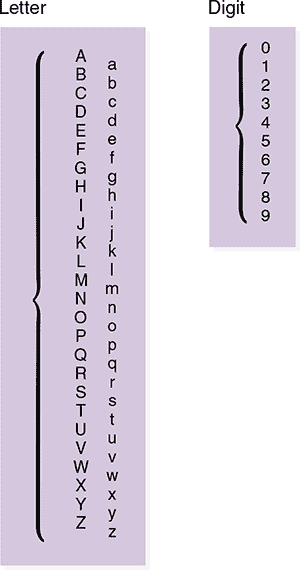 Letter
A
a
B
b
C
c
D
d
E
e
F
f
G
g
H
h
I
i
J
j
K
k
L
l
M
m
N
n
O
o
P
p
Q
q
R
r
S
s
T
t
U
u
V
v
W
w
X
x
Y
y
Z
z
Digit
0
1
2
3
4
5
6
7
8
9